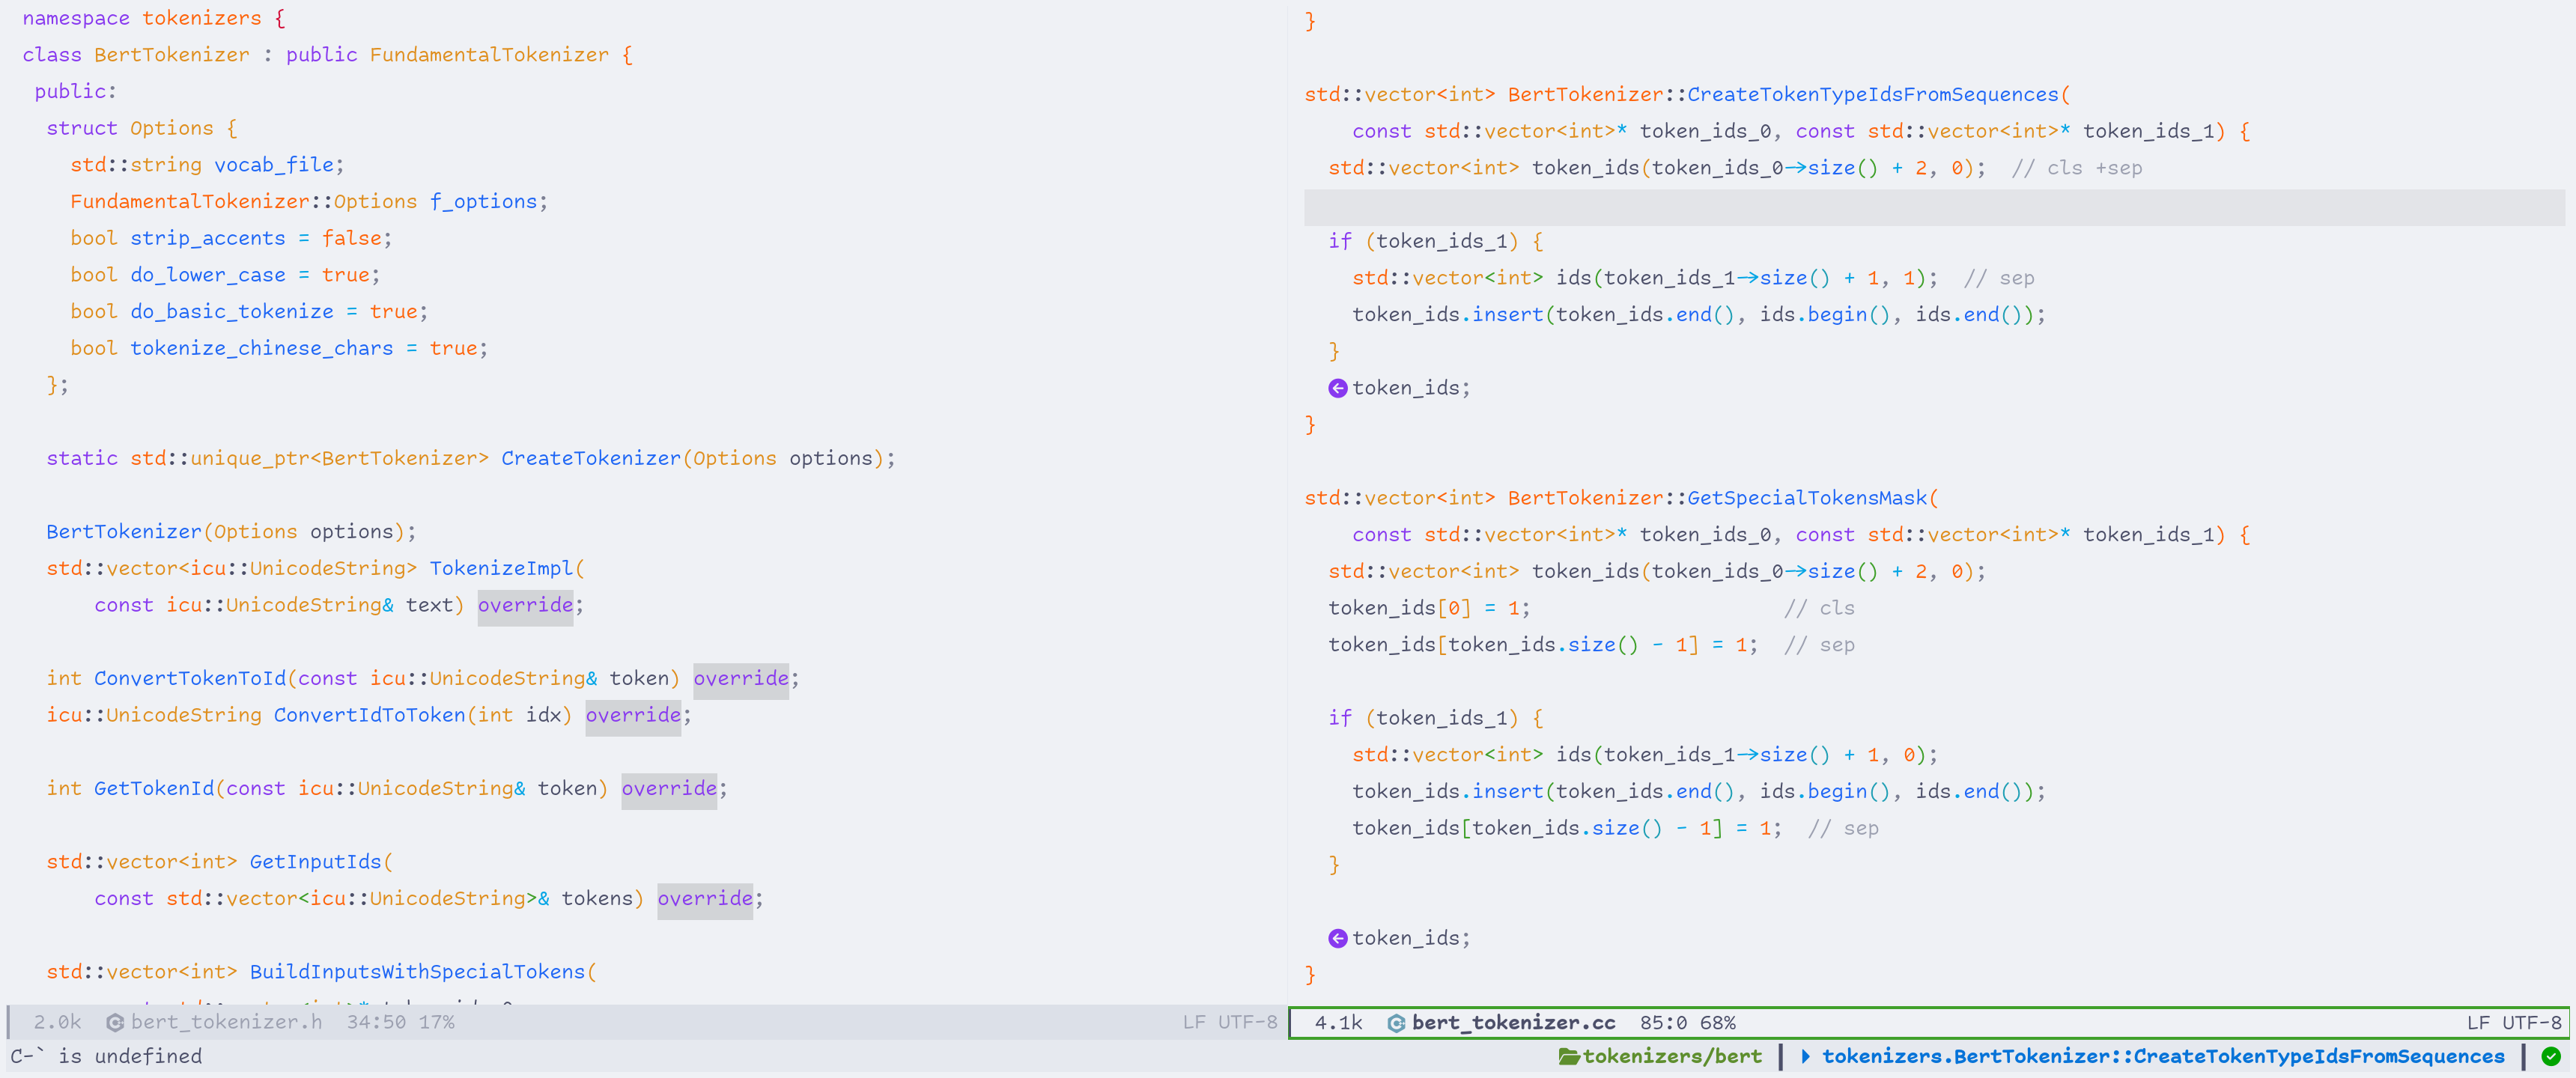 namespace tokenizers {
class BertTokenizer : public FundamentalTokenizer {
 public:
  struct Options {
    std::string vocab_file;
    FundamentalTokenizer::Options f_options;
    bool strip_accents = false;
    bool do_lower_case = true;
    bool do_basic_tokenize = true;
    bool tokenize_chinese_chars = true;
  };
  static std::unique_ptr<BertTokenizer> CreateTokenizer(Options options);
  BertTokenizer(Options options);
  std::vector<icu::UnicodeString> TokenizeImpl(
      const icu::UnicodeString& text) override;
  int ConvertTokenToId(const icu::UnicodeString& token) override;
  icu::UnicodeString ConvertIdToToken(int idx) override;
  int GetTokenId(const icu::UnicodeString& token) override;
  std::vector<int> GetInputIds(
      const std::vector<icu::UnicodeString>& tokens) override;
  std::vector<int> BuildInputsWithSpecialTokens(
2.0k bert_tokenizer.h 34:50 17% LF UTF-8
}
std::vector<int> BertTokenizer::CreateTokenTypeIdsFromSequences(
    const std::vector<int>* token_ids_0, const std::vector<int>* token_ids_1) {
  std::vector<int> token_ids(token_ids_0->size() + 2, 0);  // cls +sep
  if (token_ids_1) {
    std::vector<int> ids(token_ids_1->size() + 1, 1);  // sep
    token_ids.insert(token_ids.end(), ids.begin(), ids.end());
  }
  ← token_ids;
}
std::vector<int> BertTokenizer::GetSpecialTokensMask(
    const std::vector<int>* token_ids_0, const std::vector<int>* token_ids_1) {
  std::vector<int> token_ids(token_ids_0->size() + 2, 0);
  token_ids[0] = 1;                     // cls
  token_ids[token_ids.size() - 1] = 1;  // sep
  if (token_ids_1) {
    std::vector<int> ids(token_ids_1->size() + 1, 0);
    token_ids.insert(token_ids.end(), ids.begin(), ids.end());
    token_ids[token_ids.size() - 1] = 1;  // sep
  }
  ← token_ids;
}
4.1k bert_tokenizer.cc 85:0 68% LF UTF-8
C-` is undefined
tokenizers/bert | tokenizers.BertTokenizer::CreateTokenTypeIdsFromSequences |